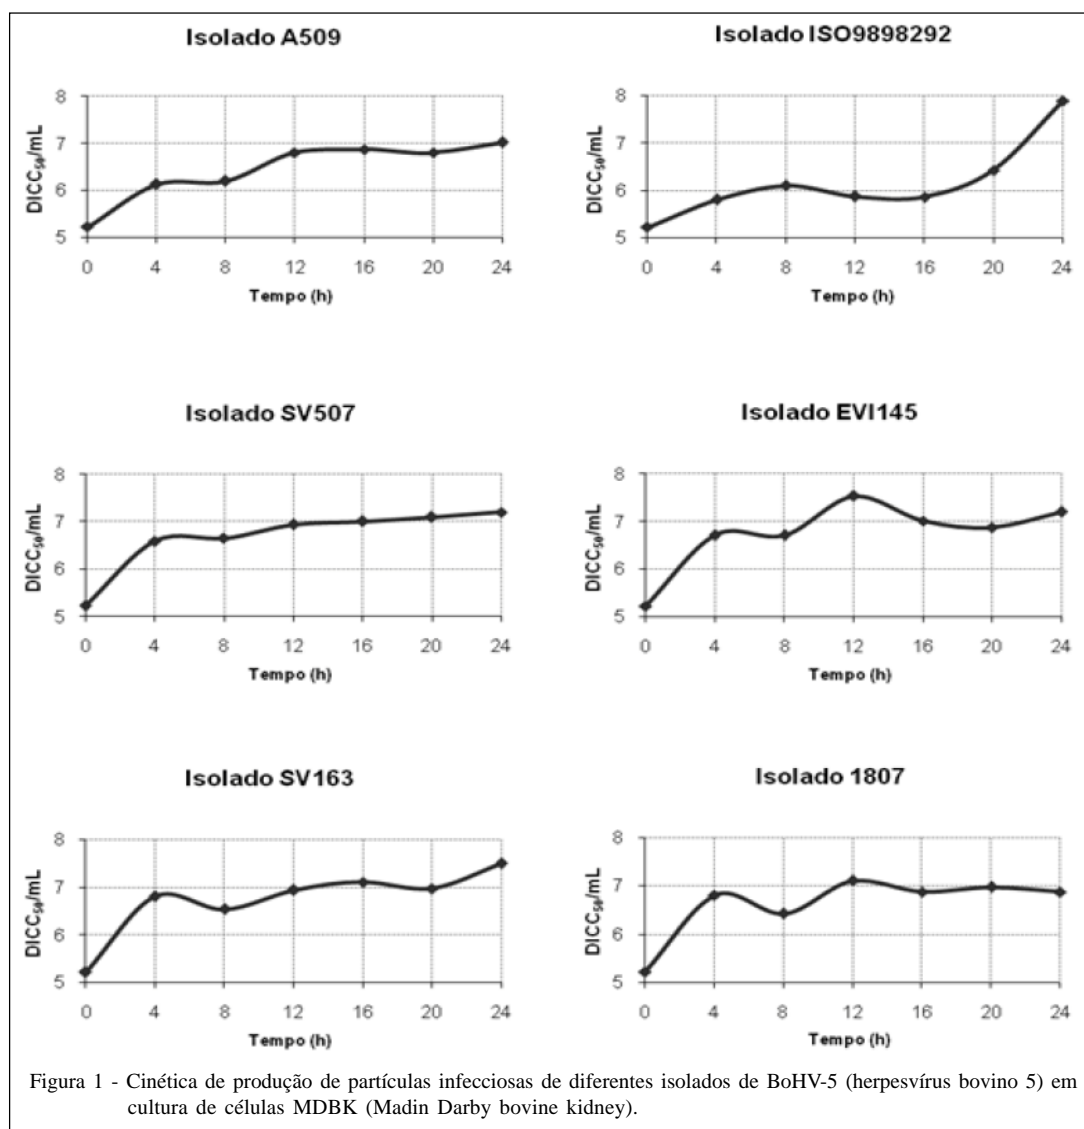 Isolado A509
DICC50/mL
8
7
6
5
0 4 8 12 16 20 24
Tempo (h)
Isolado ISO9898292
DICC50/mL
8
7
6
5
0 4 8 12 16 20 24
Tempo (h)
Isolado SV507
DICC50/mL
8
7
6
5
0 4 8 12 16 20 24
Tempo (h)
Isolado EVI145
DICC50/mL
8
7
6
5
0 4 8 12 16 20 24
Tempo (h)
Isolado SV163
DICC50/mL
8
7
6
5
0 4 8 12 16 20 24
Tempo (h)
Isolado 1807
DICC50/mL
8
7
6
5
0 4 8 12 16 20 24
Tempo (h)
Figura 1 - Cinética de produção de partículas infecciosas de diferentes isolados de BoHV-5 (herpesvírus bovino 5) em
cultura de células MDBK (Madin Darby bovine kidney).